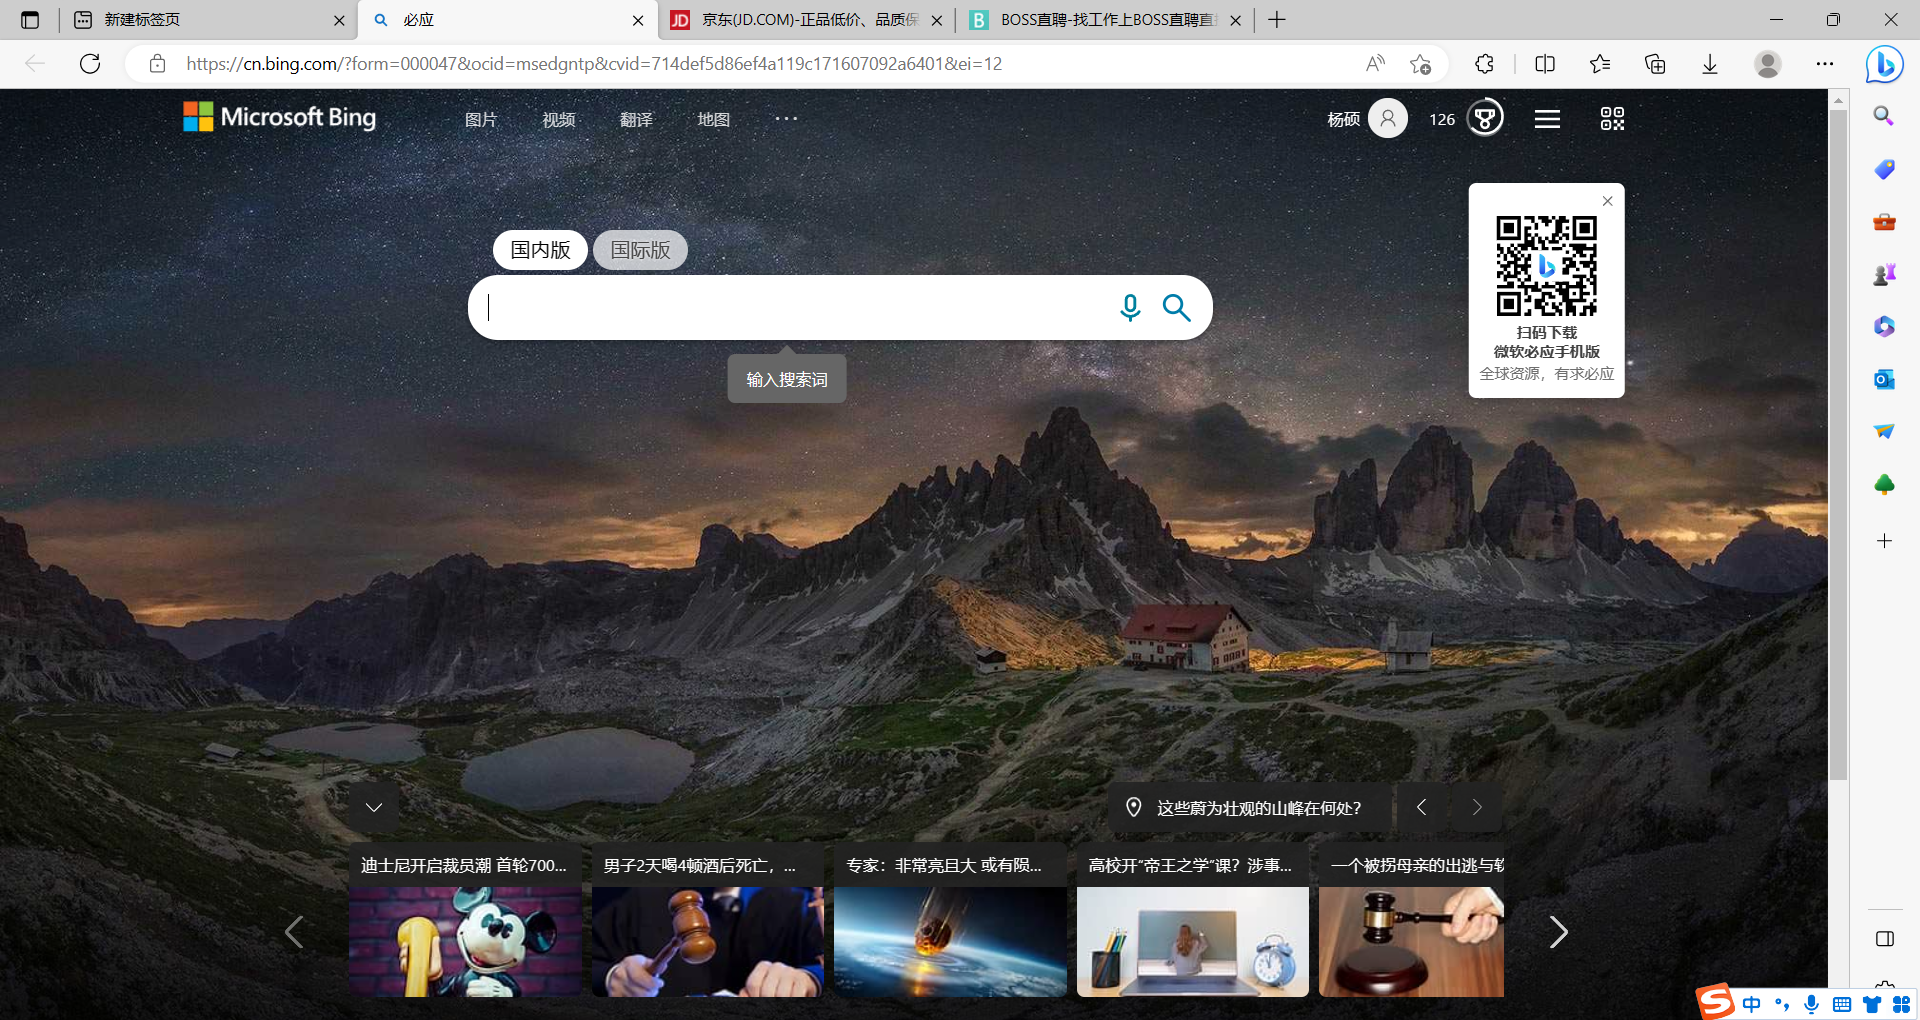 新建标签页
必应
京东(JD.COM)-正品低价、品质保
BOSS直聘-找工作上BOSS直聘直
https://cn.bing.com/?form=000047&ocid=msedgntp&cvid=714def5d86ef4a119c171607092a6401&ei=12
Microsoft Bing
图片
视频
翻译
地图
杨硕
126
国内版
国际版
输入搜索词
扫码下载
微软必应手机版
全球资源，有求必应
这些蔚为壮观的山峰在何处?
迪士尼开启裁员潮 首轮700...
男子2天喝4顿酒后死亡，...
专家：非常亮且大 或有陨...
高校开“帝王之学”课？涉事...
一个被拐母亲的出逃与软
中